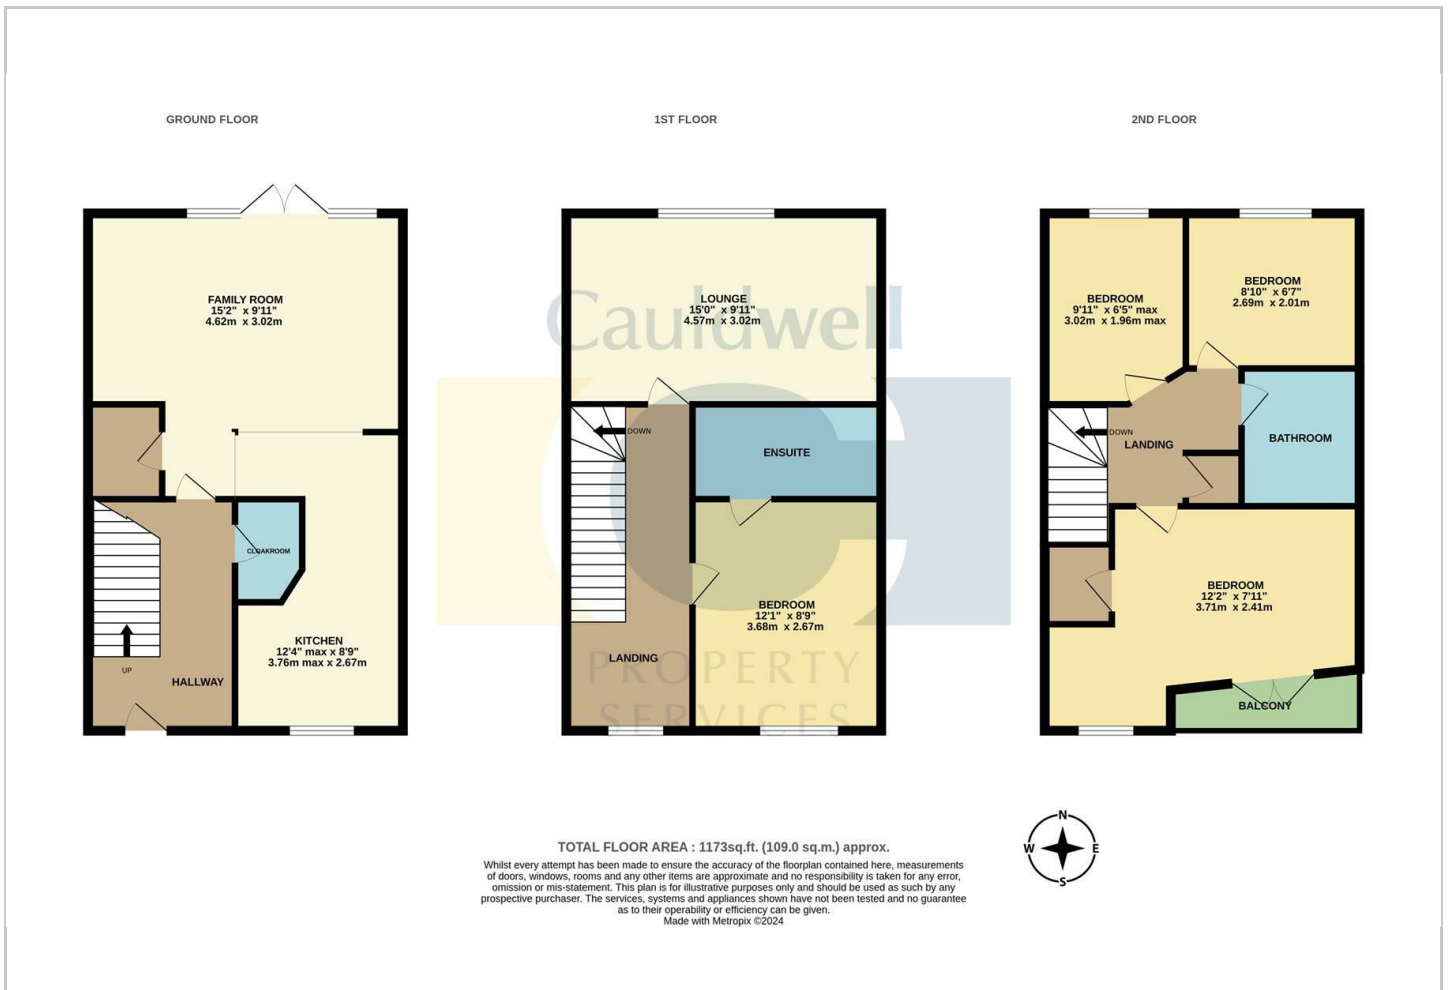 GROUND FLOOR
1ST FLOOR
2ND FLOOR
FAMILY ROOM
15'2" x 9'11"
4.62m x 3.02m
CLOAKROOM
KITCHEN
12'4" max x 8'9"
3.76m max x 2.67m
UP
HALLWAY
LOUNGE
15'0" x 9'11"
4.57m x 3.02m
DOWN
ENSUITE
BEDROOM
12'1" x 8'9"
3.68m x 2.67m
LANDING
Cauldwell
PROPERTY
SERVICES
BEDROOM
9'11" x 6'5" max
3.02m x 1.96m max
BEDROOM
8'10" x 6'7"
2.69m x 2.01m
DOWN
LANDING
BATHROOM
BEDROOM
12'2" x 7'11"
3.71m x 2.41m
BALCONY
N
W
E
S
TOTAL FLOOR AREA : 1173sq.ft. (109.0 sq.m.) approx.
Whilst every attempt has been made to ensure the accuracy of the floorplan contained here, measurements
of doors, windows, rooms and any other items are approximate and no responsibility is taken for any error,
omission or mis-statement. This plan is for illustrative purposes only and should be used as such by any
prospective purchaser. The services, systems and appliances shown have not been tested and no guarantee
as to their operability or efficiency can be given.
Made with Metropix ©2024